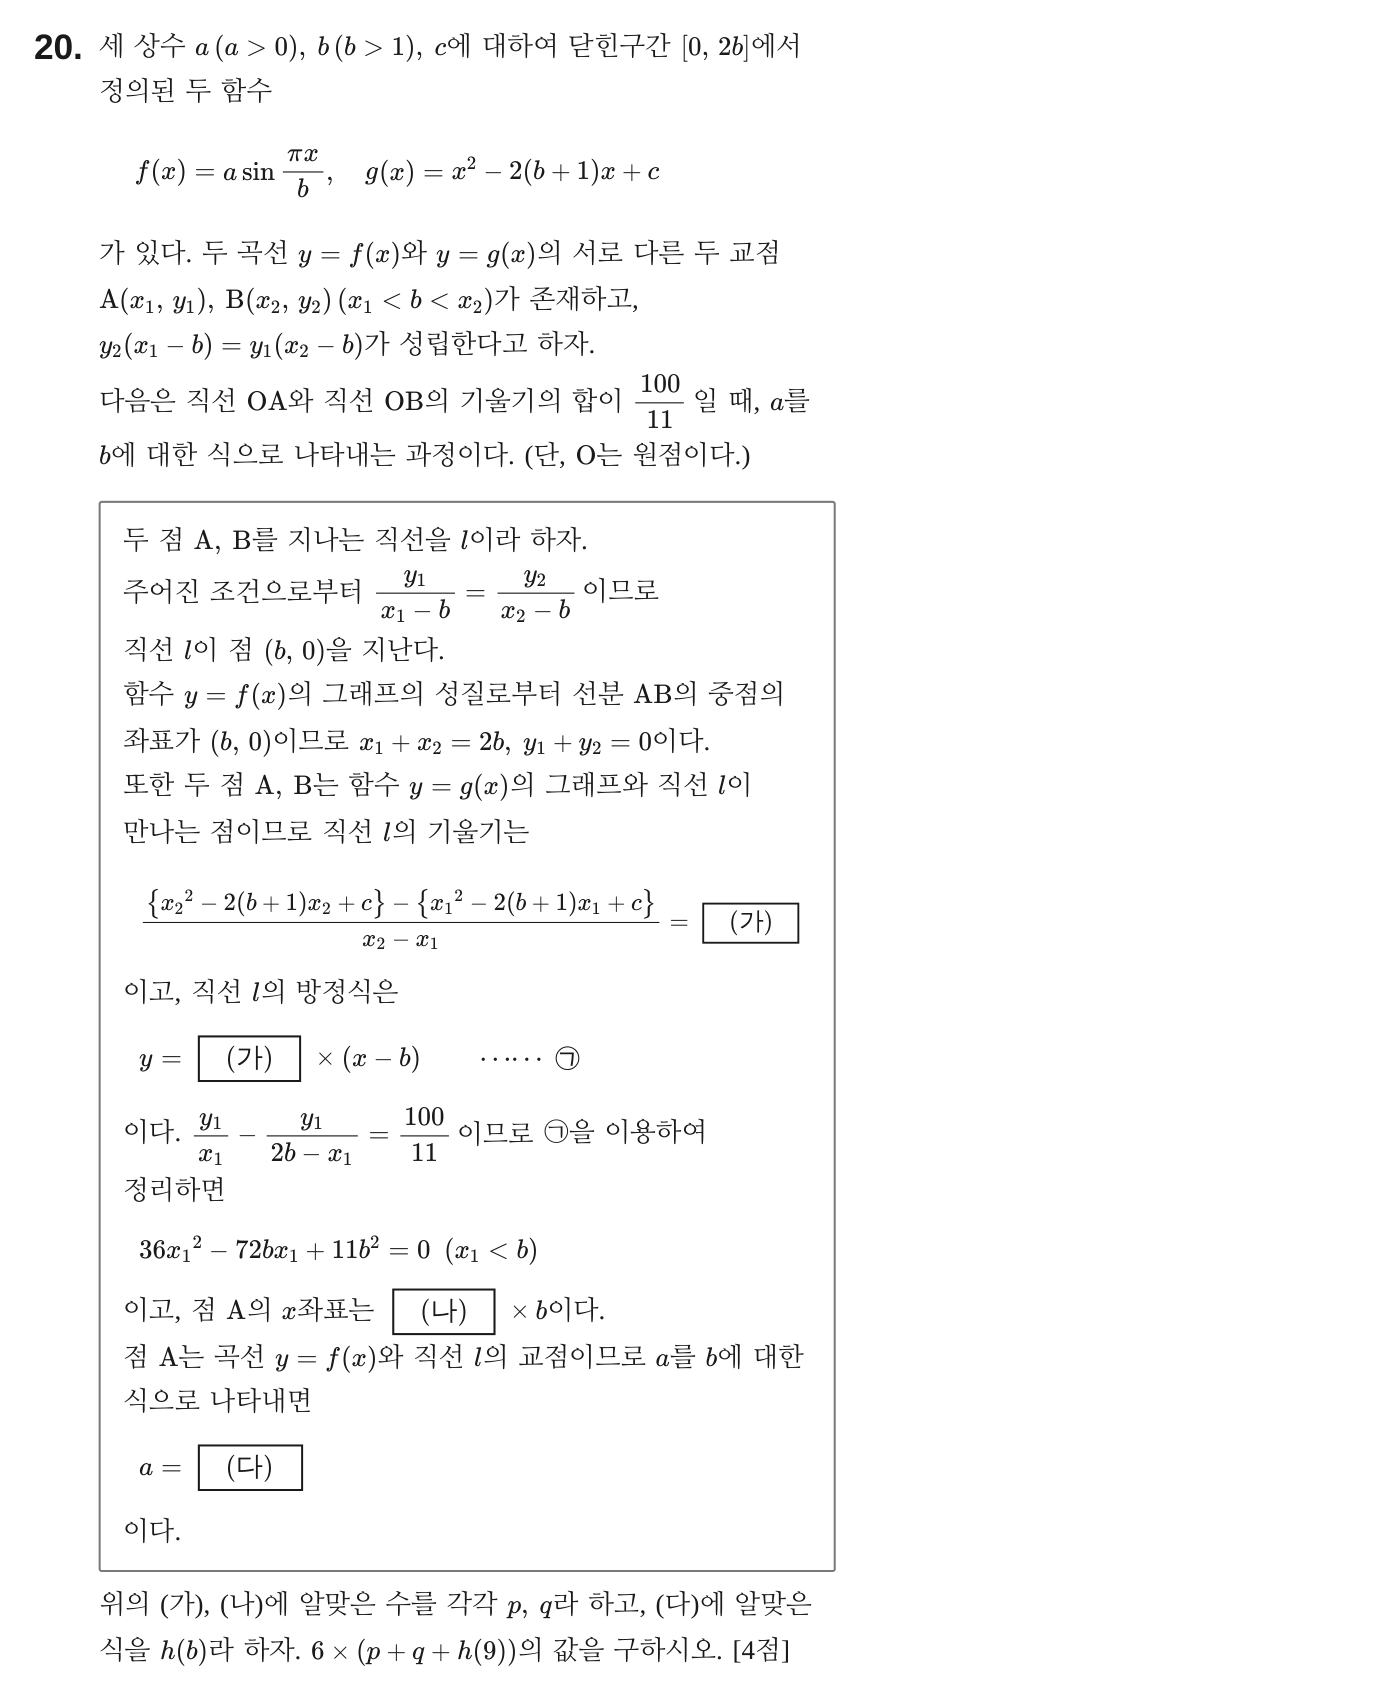 20. 세 상수 a (a > 0), b (b > 1), c에 대하여 닫힌구간 [0, 2b]에서
정의된 두 함수
f(x) = a sin πx/b, g(x) = x² − 2(b + 1)x + c
가 있다. 두 곡선 y = f(x)와 y = g(x)의 서로 다른 두 교점
A(x₁, y₁), B(x₂, y₂) (x₁ < b < x₂)가 존재하고,
y₂(x₁ − b) = y₁(x₂ − b)가 성립한다고 하자.
다음은 직선 OA와 직선 OB의 기울기의 합이 100/11 일 때, a를
b에 대한 식으로 나타내는 과정이다. (단, O는 원점이다.)
두 점 A, B를 지나는 직선을 l이라 하자.
주어진 조건으로부터 y₁/(x₁ − b) = y₂/(x₂ − b) 이므로
직선 l이 점 (b, 0)을 지난다.
함수 y = f(x)의 그래프의 성질로부터 선분 AB의 중점의
좌표가 (b, 0)이므로 x₁ + x₂ = 2b, y₁ + y₂ = 0이다.
또한 두 점 A, B는 함수 y = g(x)의 그래프와 직선 l이
만나는 점이므로 직선 l의 기울기는
({x₂² − 2(b + 1)x₂ + c} − {x₁² − 2(b + 1)x₁ + c})/(x₂ − x₁) = (가)
이고, 직선 l의 방정식은
y = (가) × (x − b) ⋯⋯ ㉠
이다. y₁/x₁ − y₁/(2b − x₁) = 100/11 이므로 ㉠을 이용하여
정리하면
36x₁² − 72bx₁ + 11b² = 0 (x₁ < b)
이고, 점 A의 x좌표는 (나) × b이다.
점 A는 곡선 y = f(x)와 직선 l의 교점이므로 a를 b에 대한
식으로 나타내면
a = (다)
이다.
위의 (가), (나)에 알맞은 수를 각각 p, q라 하고, (다)에 알맞은
식을 h(b)라 하자. 6 × (p + q + h(9))의 값을 구하시오. [4점]